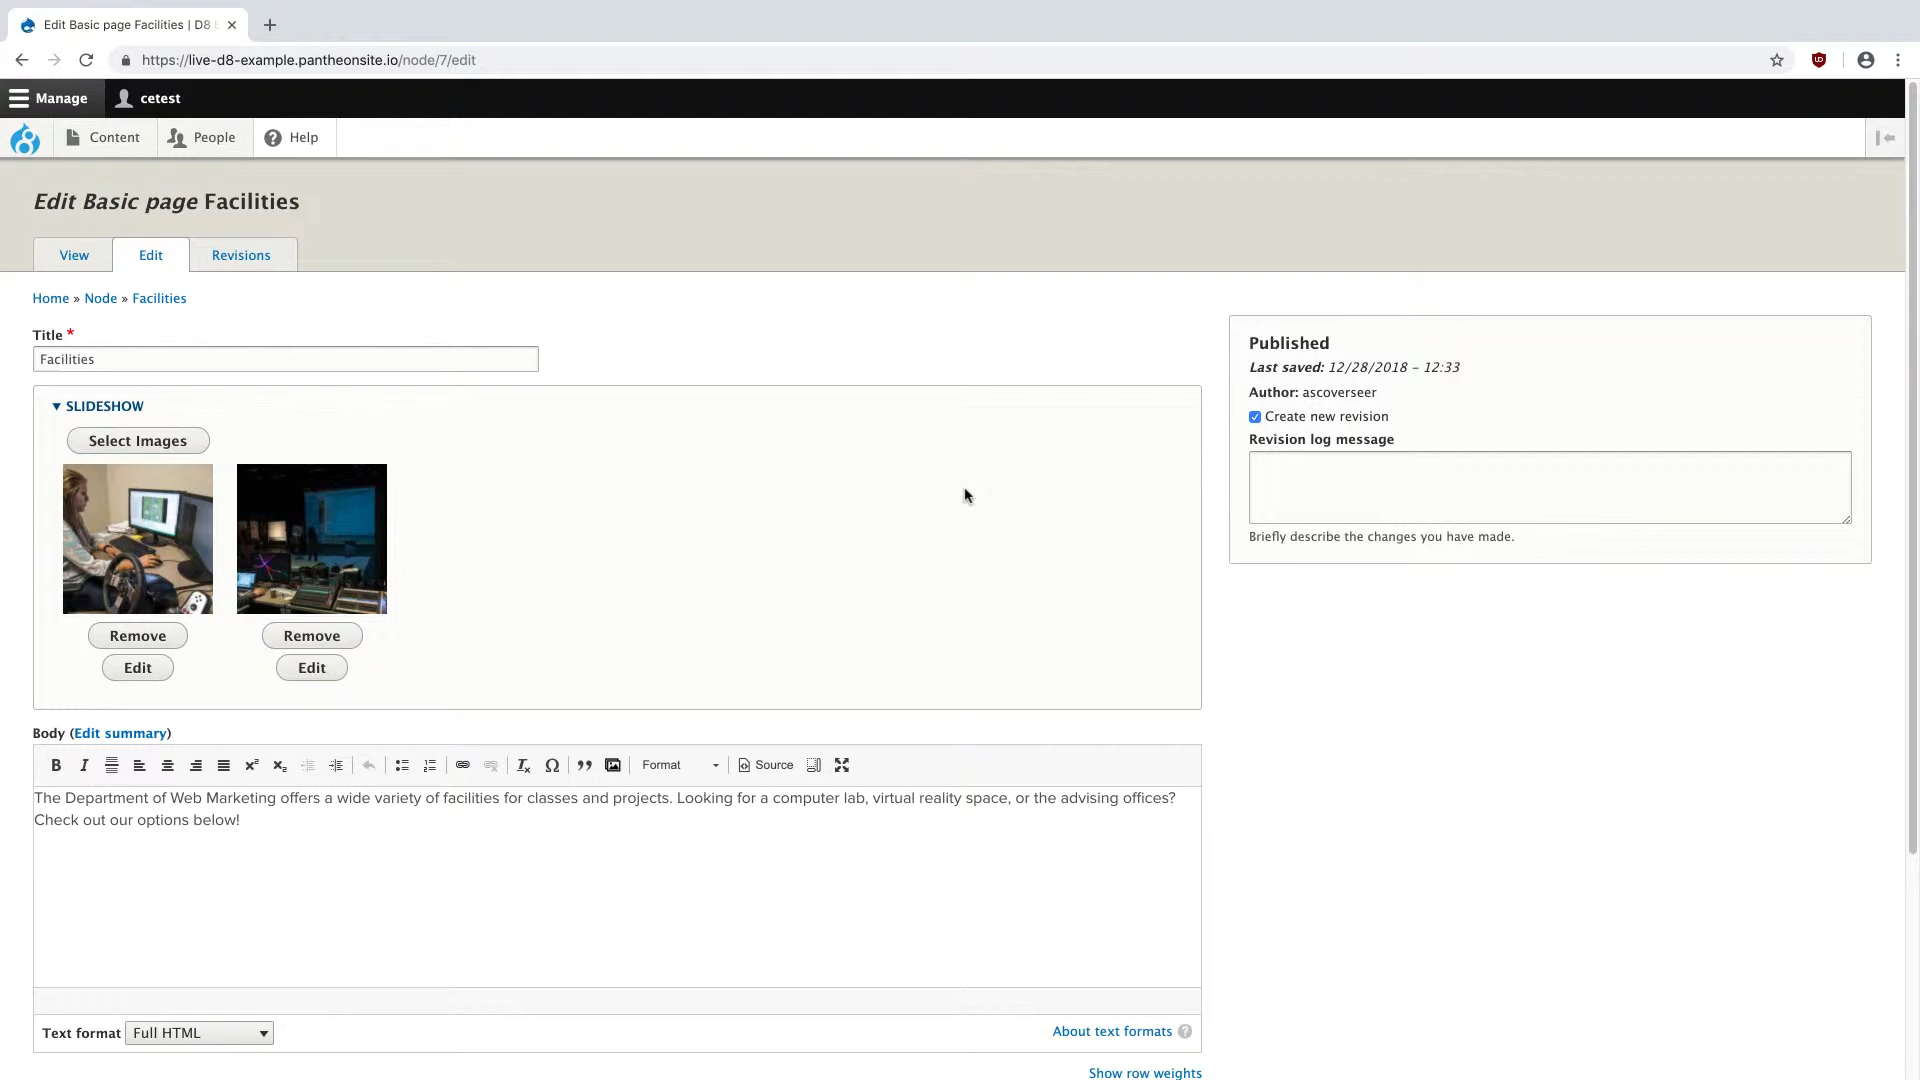 Edit Basic page Facilities | D8
https://live-d8-example.pantheonsite.io/node/7/edit
Manage
cetest
Content
People
Help
Edit Basic page Facilities
View
Edit
Revisions
Home » Node » Facilities
Title *
Facilities
SLIDESHOW
Select Images
Remove
Remove
Edit
Edit
Published
Last saved: 12/28/2018 - 12:33
Author: ascoverseer
Create new revision
Revision log message
Briefly describe the changes you have made.
Body (Edit summary)
Format
Source
The Department of Web Marketing offers a wide variety of facilities for classes and projects. Looking for a computer lab, virtual reality space, or the advising offices?
Check out our options below!
Text format
Full HTML
About text formats
Show row weights